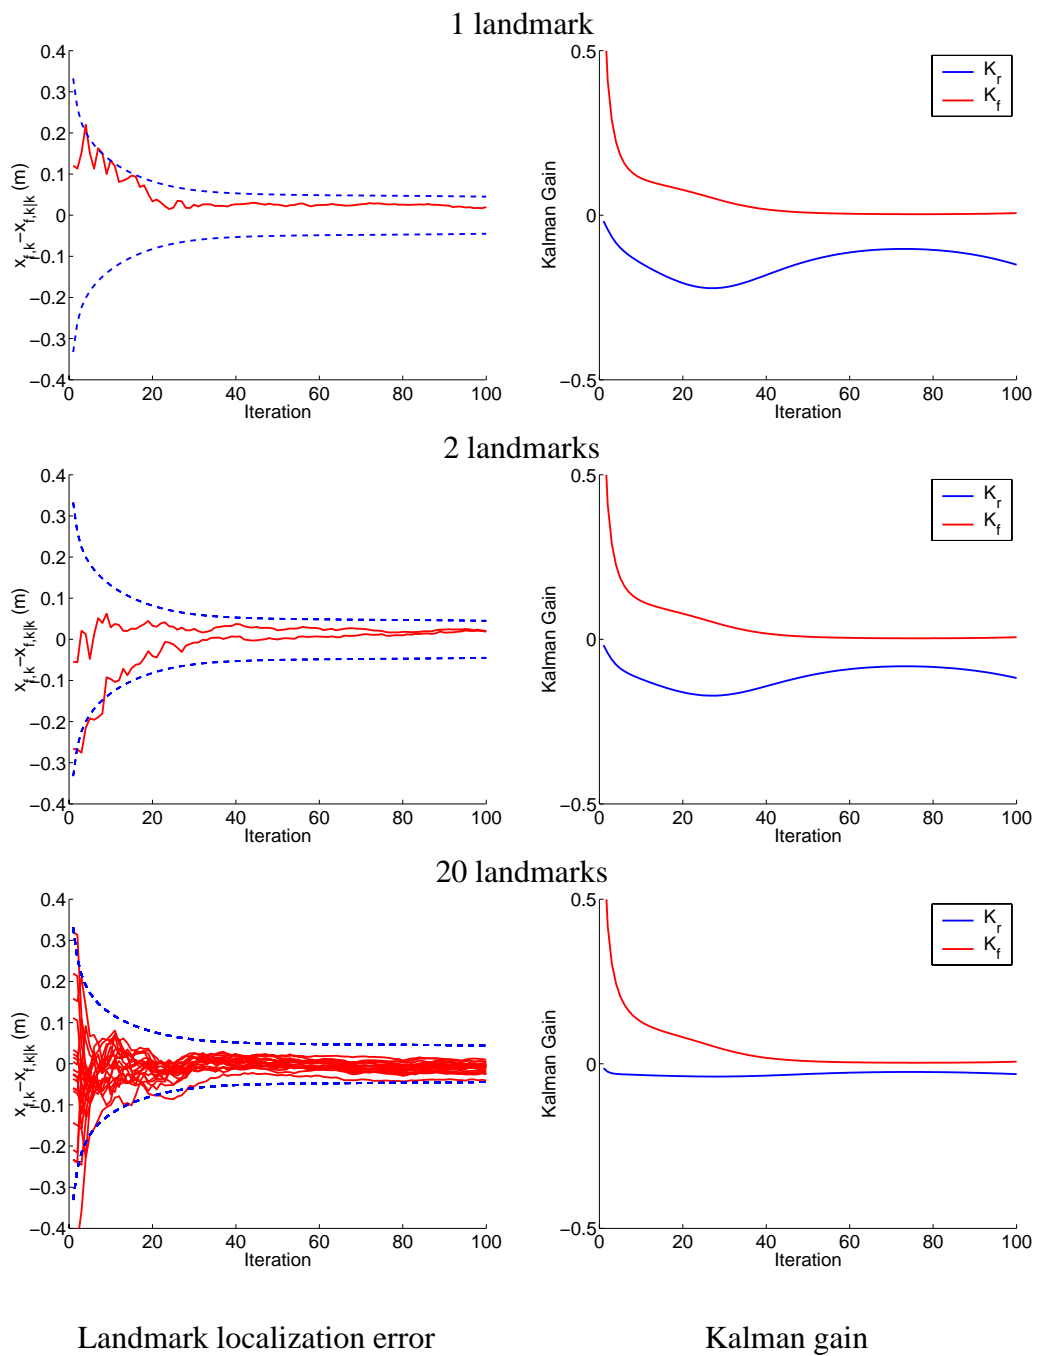 1 landmark
0.4
0.3
0.2
0.1
0
−0.1
−0.2
−0.3
−0.4
x_{f,k}−x_{f,k|k} (m)
0 20 40 60 80 100
Iteration
0.5
0
−0.5
Kalman Gain
K_r
K_f
0 20 40 60 80 100
Iteration
2 landmarks
0.4
0.3
0.2
0.1
0
−0.1
−0.2
−0.3
−0.4
x_{f,k}−x_{f,k|k} (m)
0 20 40 60 80 100
Iteration
0.5
0
−0.5
Kalman Gain
K_r
K_f
0 20 40 60 80 100
Iteration
20 landmarks
0.4
0.3
0.2
0.1
0
−0.1
−0.2
−0.3
−0.4
x_{f,k}−x_{f,k|k} (m)
0 20 40 60 80 100
Iteration
0.5
0
−0.5
Kalman Gain
K_r
K_f
0 20 40 60 80 100
Iteration
Landmark localization error
Kalman gain